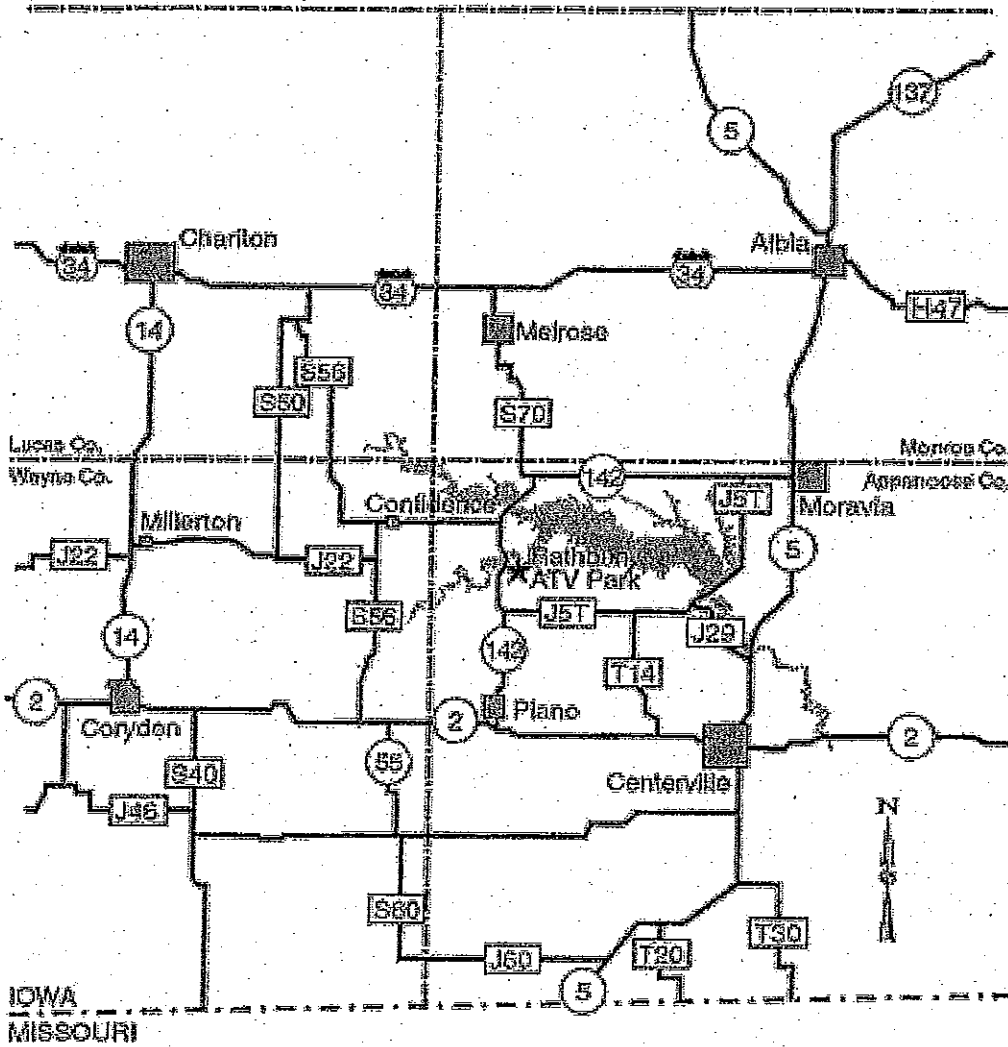 137
5
Chariton
Albia
34
34
34
H47
14
Melrose
S56
S50
S70
Lucas Co.
Monroe Co.
Wayne Co.
142
Appanoose Co.
J5T
Confidence
Moravia
Millerton
J22
J22
5
Rathbun
ATV Park
J5T
S56
J29
14
142
T14
2
Plano
2
2
Corydon
55
S40
Centerville
J46
N
S60
T30
J60
T20
5
IOWA
MISSOURI